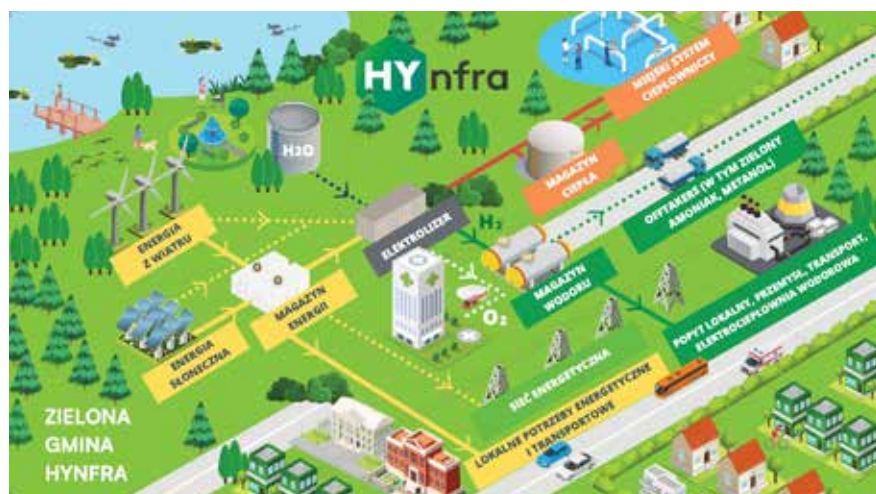 HYnfra
MIEJSKI SYSTEM
CIEPŁOWNICZY
H2O
MAGAZYN
CIEPŁA
OFFTAKERS (W TYM ZIELONY
AMONIAK, METANOL)
ENERGIA
Z WIATRU
ELEKTROLIZER
H₂
MAGAZYN
WODORU
POPYT LOKALNY, PRZEMYSŁ, TRANSPORT,
ELEKTROCIEPŁOWNIA WODOROWA
MAGAZYN
ENERGII
O₂
ENERGIA
SŁONECZNA
SIEĆ ENERGETYCZNA
LOKALNE POTRZEBY ENERGETYCZNE
I TRANSPORTOWE
ZIELONA
GMINA
HYNFRA